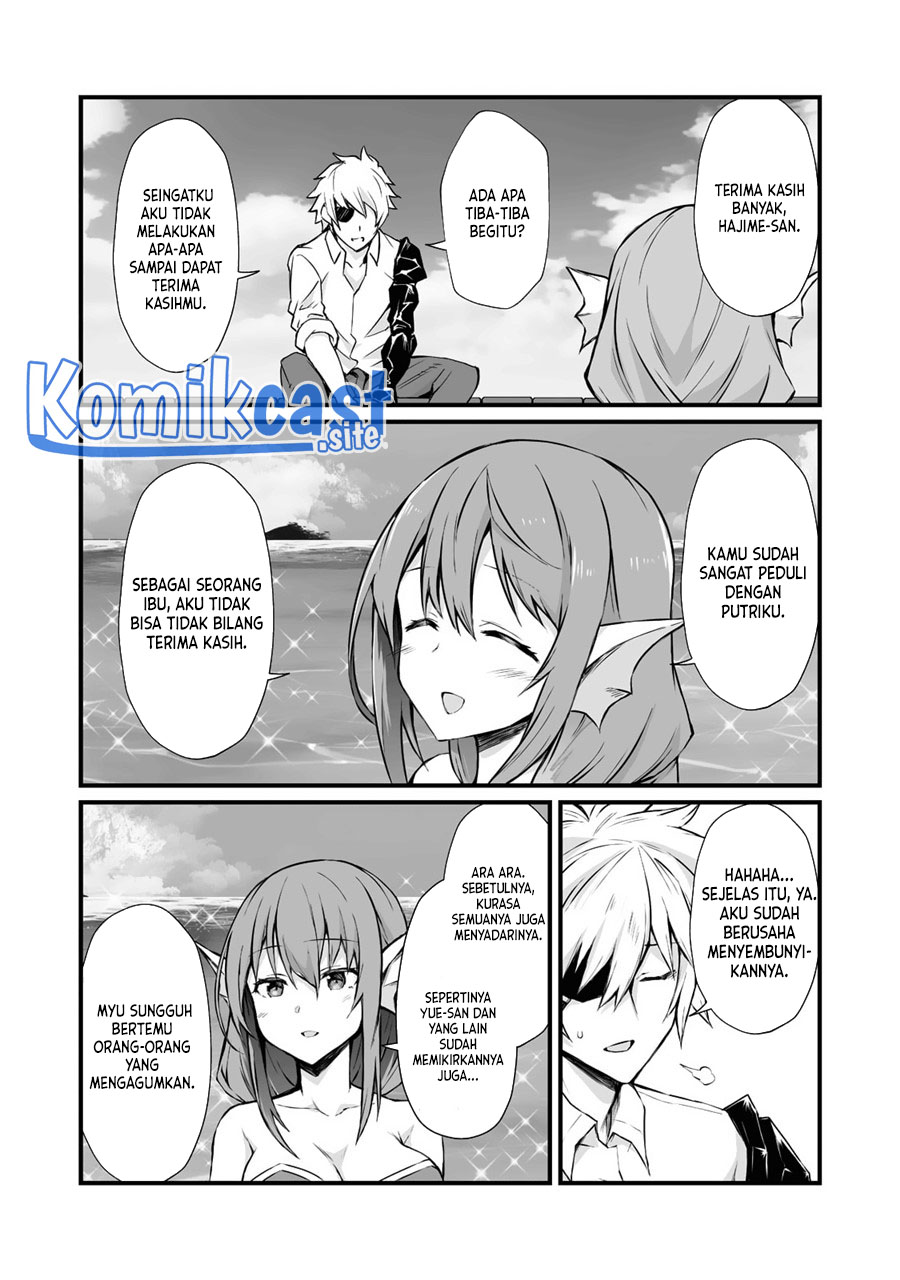 TERIMA KASIH
BANYAK,
HAJIME-SAN.
ADA APA
TIBA-TIBA
BEGITU?
SEINGATKU
AKU TIDAK
MELAKUKAN
APA-APA
SAMPAI DAPAT
TERIMA
KASIHMU.
Komikcast
.site
KAMU SUDAH
SANGAT PEDULI
DENGAN
PUTRIKU.
SEBAGAI SEORANG
IBU, AKU TIDAK
BISA TIDAK BILANG
TERIMA KASIH.
HAHAHA...
SEJELAS ITU, YA.
AKU SUDAH
BERUSAHA
MENYEMBUNYI-
KANNYA.
ARA ARA.
SEBETULNYA,
KURASA
SEMUANYA JUGA
MENYADARINYA.
SEPERTINYA
YUE-SAN DAN
YANG LAIN
SUDAH
MEMIKIRKANNYA
JUGA...
MYU SUNGGUH
BERTEMU
ORANG-ORANG
YANG
MENGAGUMKAN.